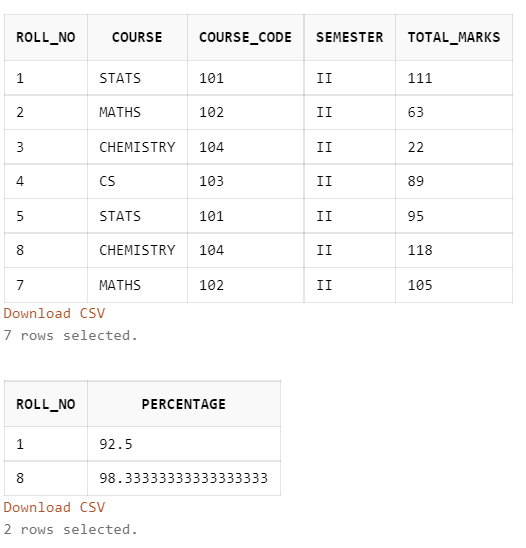 ROLL_NO COURSE COURSE_CODE SEMESTER TOTAL_MARKS
1 STATS 101 II 111
2 MATHS 102 II 63
3 CHEMISTRY 104 II 22
4 CS 103 II 89
5 STATS 101 II 95
8 CHEMISTRY 104 II 118
7 MATHS 102 II 105
Download CSV
7 rows selected.
ROLL_NO PERCENTAGE
1 92.5
8 98.33333333333333333
Download CSV
2 rows selected.